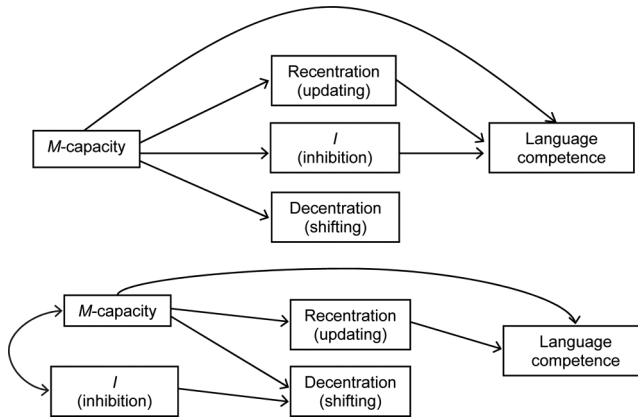 Recentration
(updating)
M-capacity
I
(inhibition)
Language
competence
Decentration
(shifting)
M-capacity
Recentration
(updating)
Language
competence
I
(inhibition)
Decentration
(shifting)